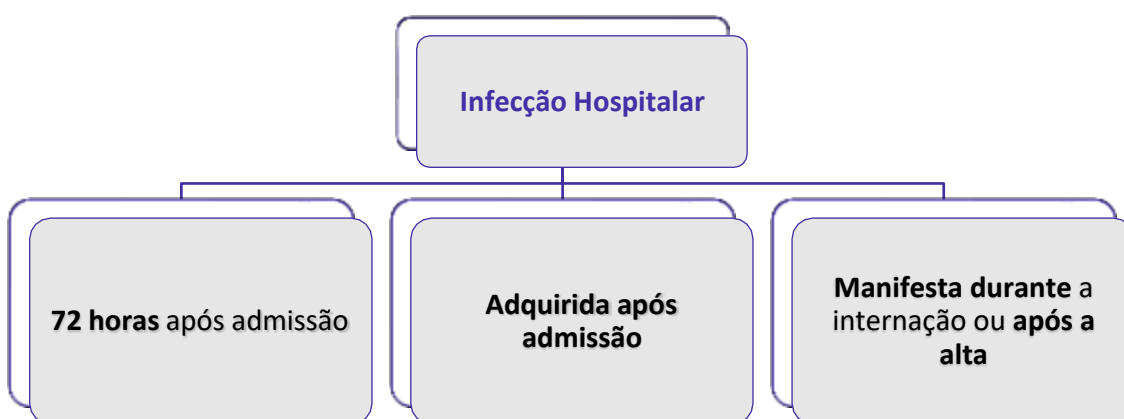 Infecção Hospitalar
72 horas após admissão
Adquirida após
admissão
Manifesta durante a
internação ou após a
alta